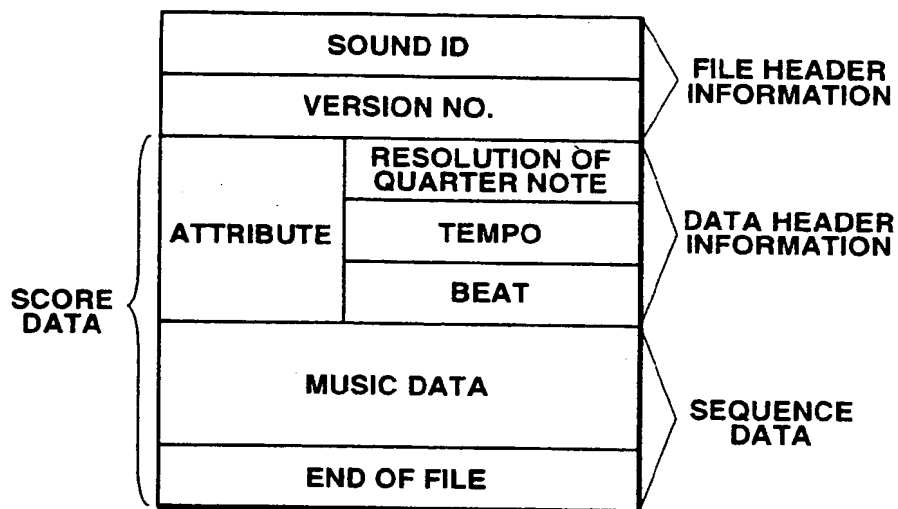 SOUND ID
VERSION NO.
FILE HEADER
INFORMATION
RESOLUTION OF
QUARTER NOTE
ATTRIBUTE
TEMPO
BEAT
DATA HEADER
INFORMATION
SCORE
DATA
MUSIC DATA
END OF FILE
SEQUENCE
DATA